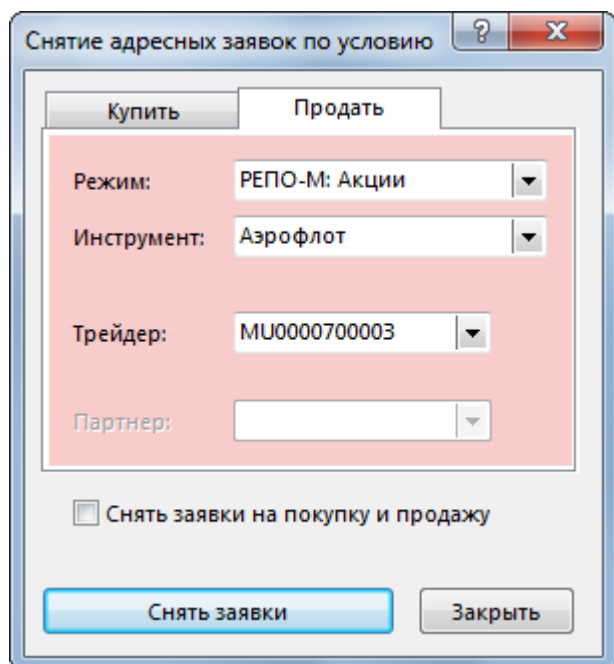 Снятие адресных заявок по условию
Купить
Продать
Режим: РЕПО-М: Акции
Инструмент: Аэрофлот
Трейдер: MU0000700003
Партнер:
Снять заявки на покупку и продажу
Снять заявки
Закрыть